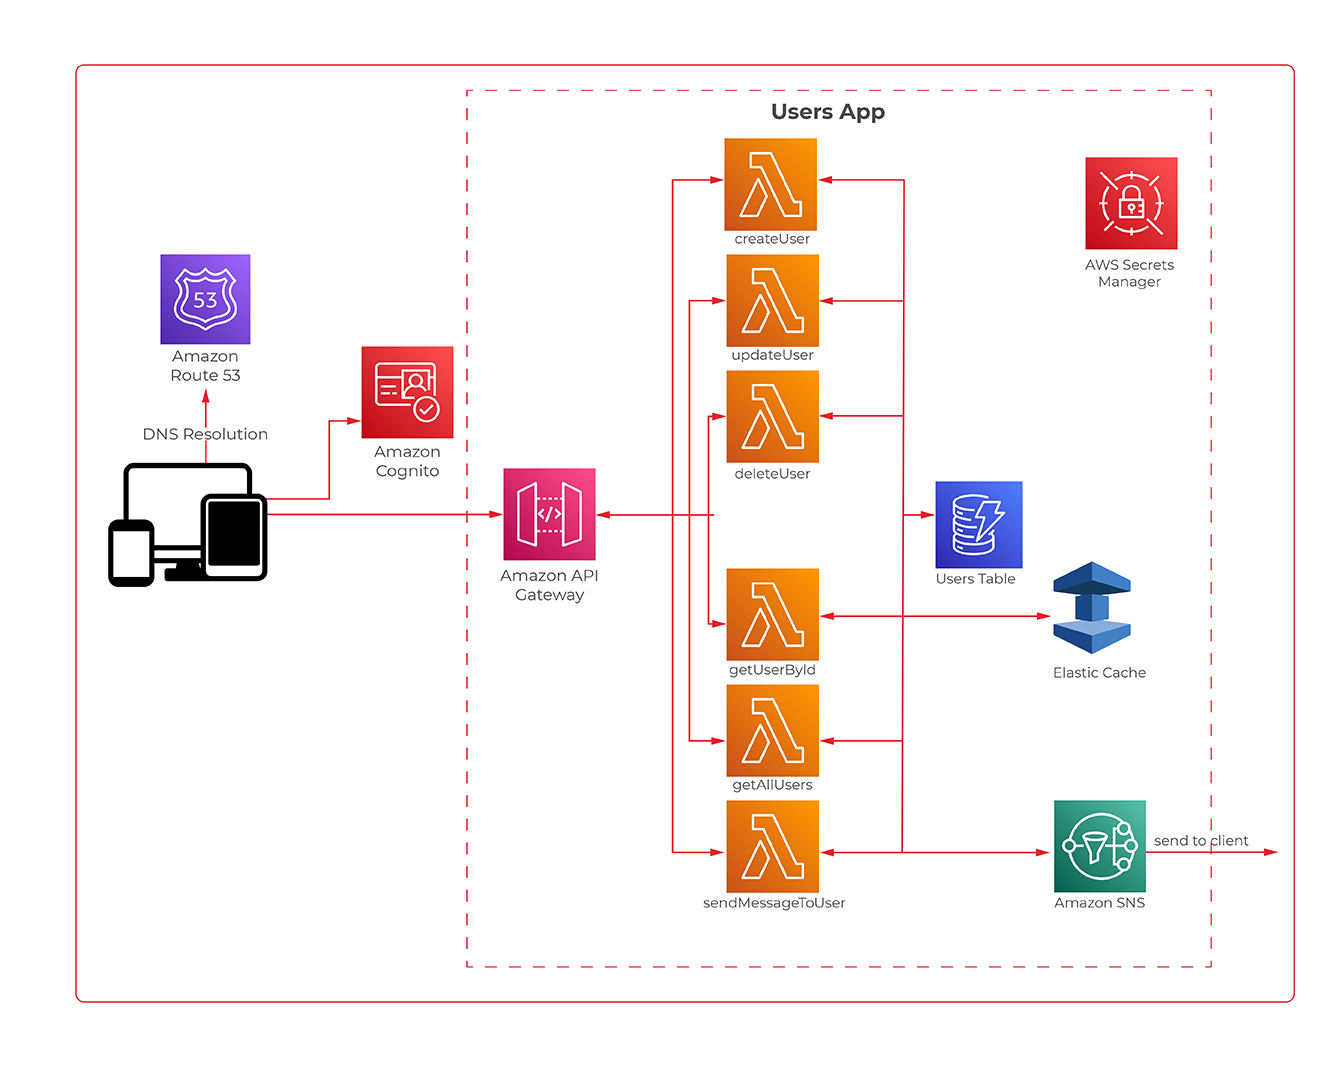 Users App
createUser
AWS Secrets
Manager
53
Amazon
Route 53
updateUser
DNS Resolution
Amazon
Cognito
deleteUser
</>
Amazon API
Gateway
Users Table
getUserById
Elastic Cache
getAllUsers
send to client
sendMessageToUser
Amazon SNS